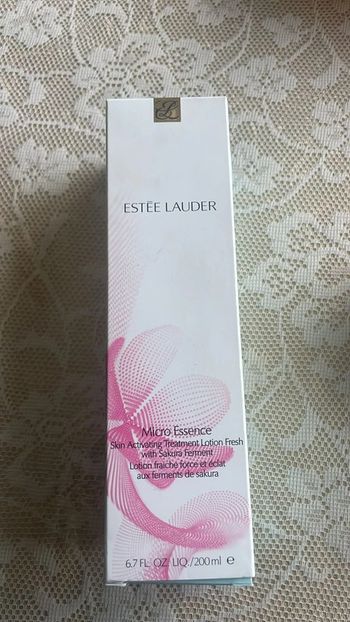 ESTĒE LAUDER
Micro Essence
Skin Activating Treatment Lotion Fresh
with Sakura Ferment
Lotion fraîche force et éclat
aux ferments de sakura
6.7 FL. OZ. LIQ./200 ml e